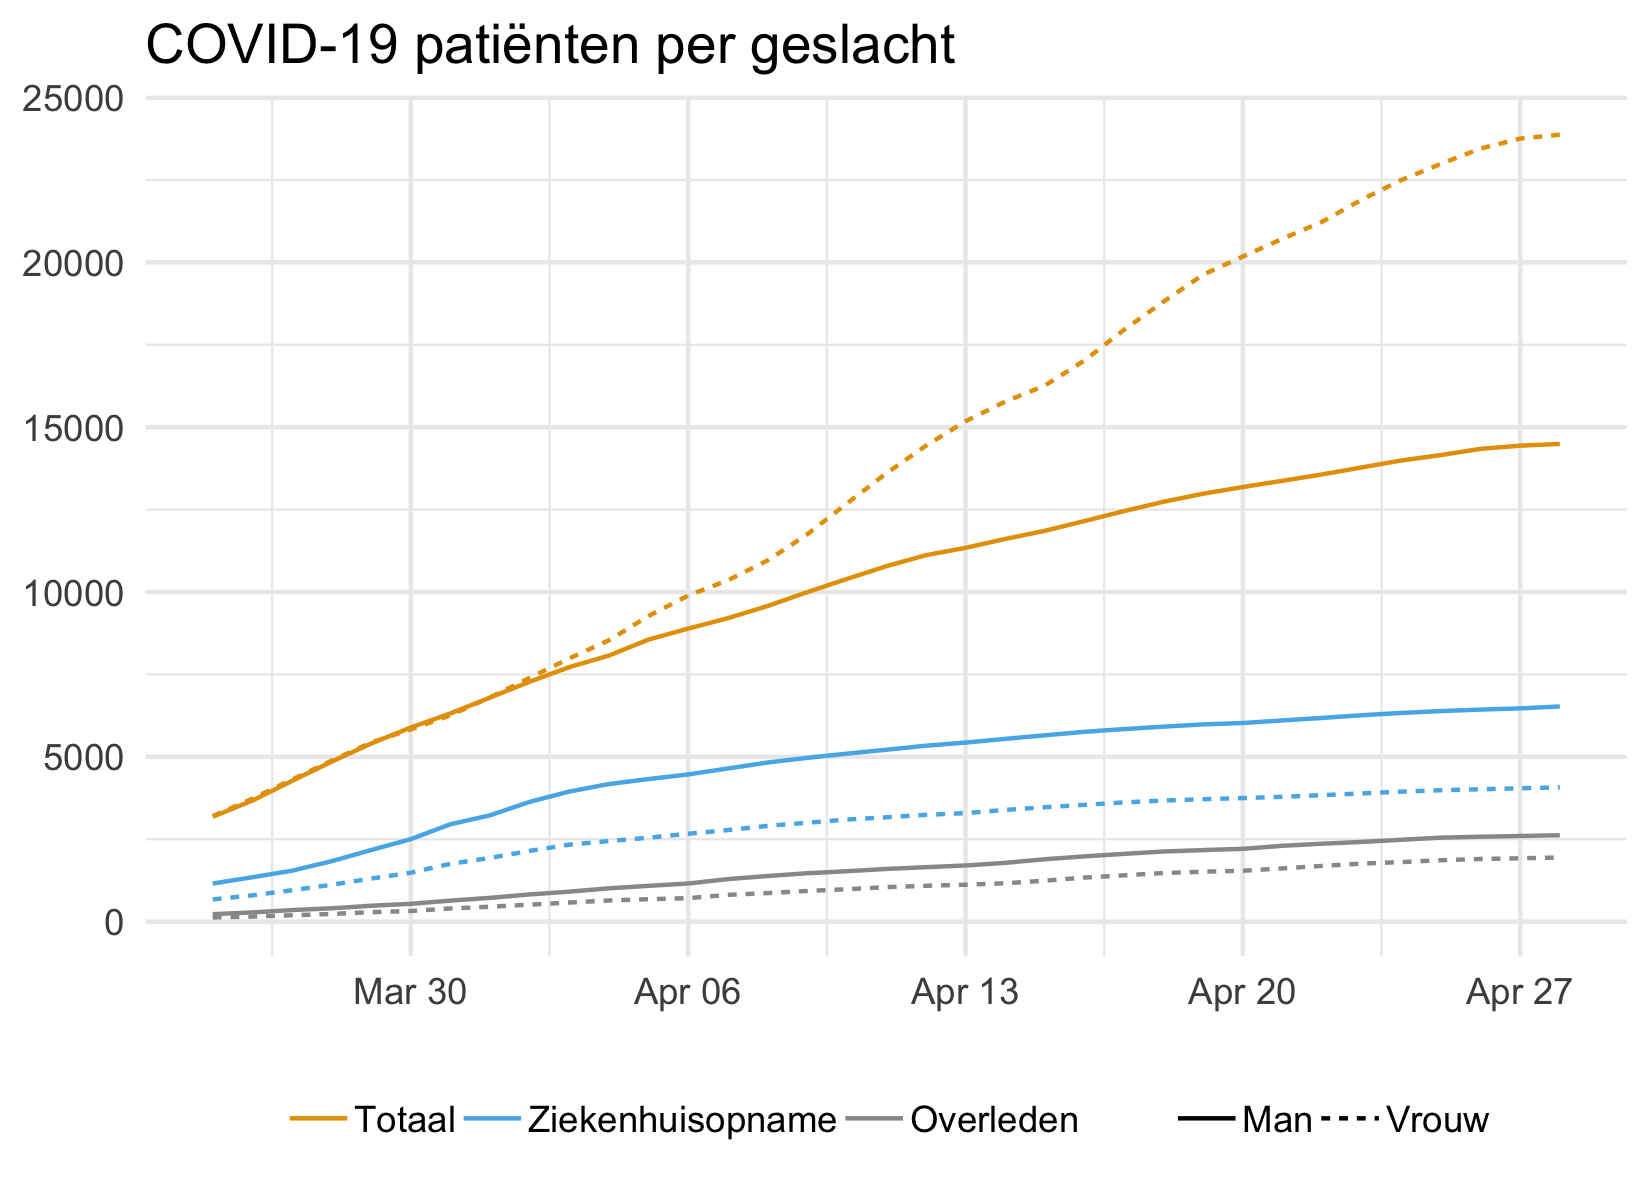 COVID-19 patiënten per geslacht
25000
20000
15000
10000
5000
0
Mar 30 Apr 06 Apr 13 Apr 20 Apr 27
Totaal Ziekenhuisopname Overleden Man Vrouw